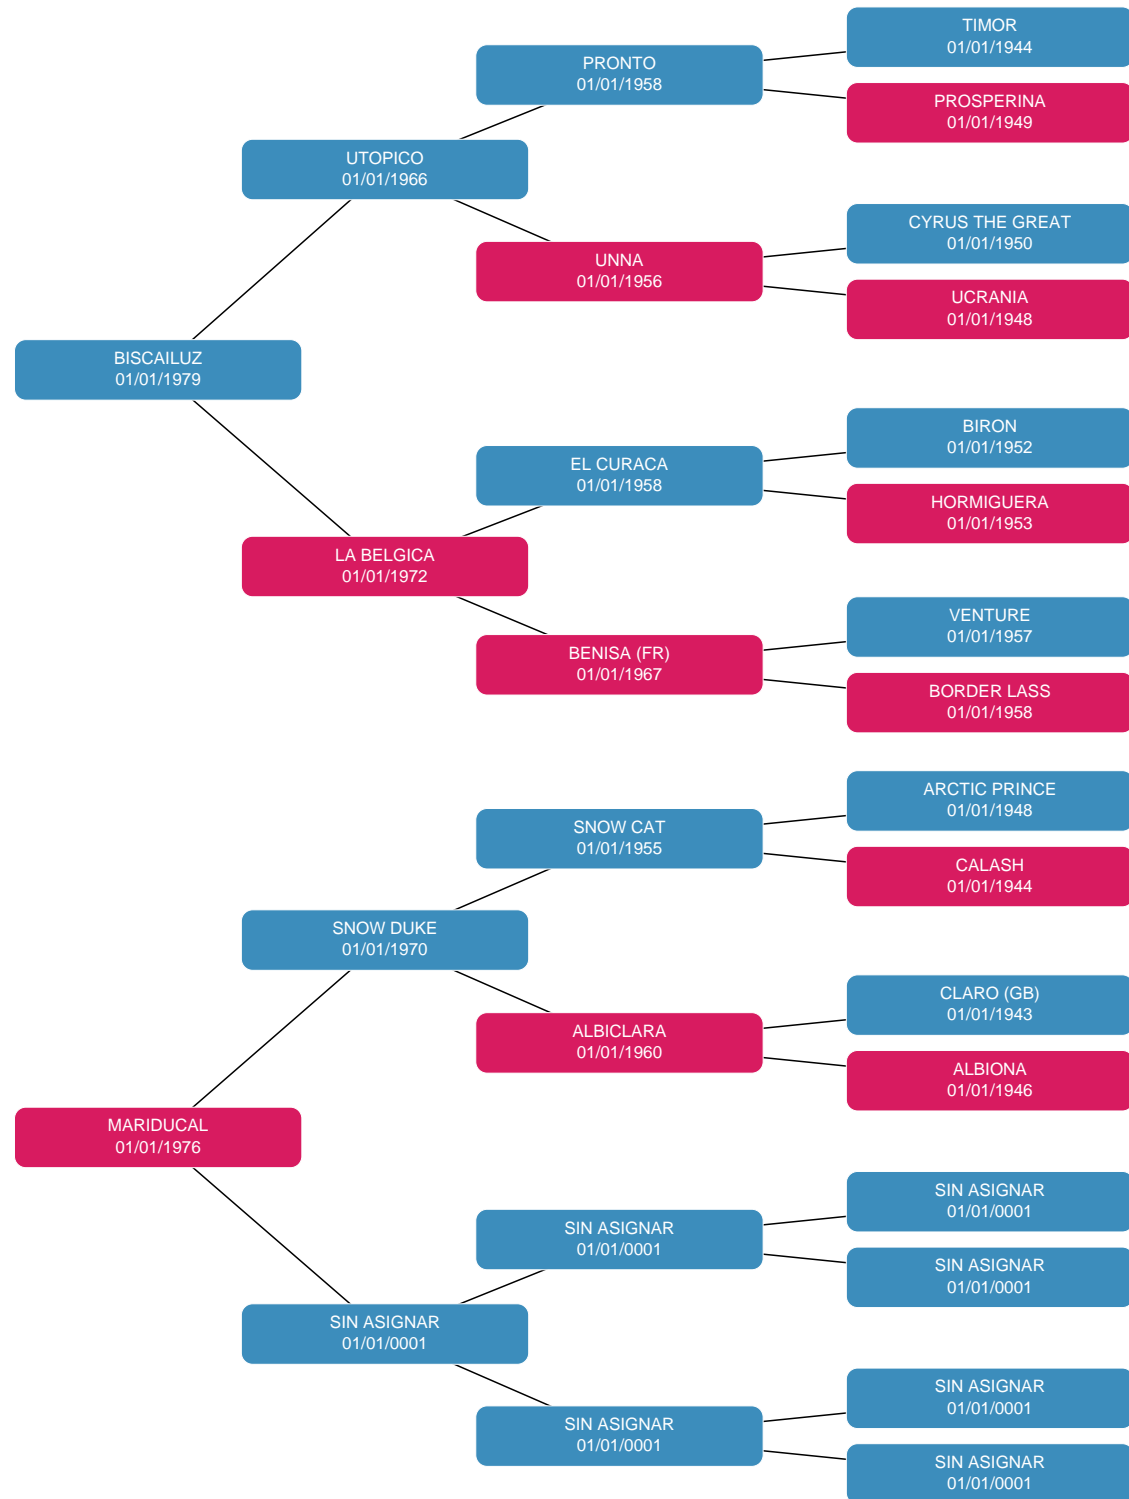 TIMOR
01/01/1944
PRONTO
01/01/1958
PROSPERINA
01/01/1949
UTOPICO
01/01/1966
CYRUS THE GREAT
01/01/1950
UNNA
01/01/1956
UCRANIA
01/01/1948
BISCAILUZ
01/01/1979
BIRON
01/01/1952
EL CURACA
01/01/1958
HORMIGUERA
01/01/1953
LA BELGICA
01/01/1972
VENTURE
01/01/1957
BENISA (FR)
01/01/1967
BORDER LASS
01/01/1958
ARCTIC PRINCE
01/01/1948
SNOW CAT
01/01/1955
CALASH
01/01/1944
SNOW DUKE
01/01/1970
CLARO (GB)
01/01/1943
ALBICLARA
01/01/1960
ALBIONA
01/01/1946
MARIDUCAL
01/01/1976
SIN ASIGNAR
01/01/0001
SIN ASIGNAR
01/01/0001
SIN ASIGNAR
01/01/0001
SIN ASIGNAR
01/01/0001
SIN ASIGNAR
01/01/0001
SIN ASIGNAR
01/01/0001
SIN ASIGNAR
01/01/0001